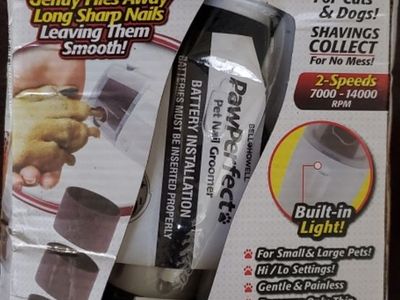 Gently Files Away
Long Sharp Nails
Leaving Them
Smooth!
For Cats
& Dogs!
SHAVINGS
COLLECT
For No Mess!
2-Speeds
7000 - 14000
RPM
BELL+HOWELL
PawPerfect
Pet Nail Groomer
BATTERY INSTALLATION
BATTERIES MUST BE INSERTED PROPERLY
Built-in
Light!
For Small & Large Pets!
Hi / Lo Settings!
Gentle & Painless